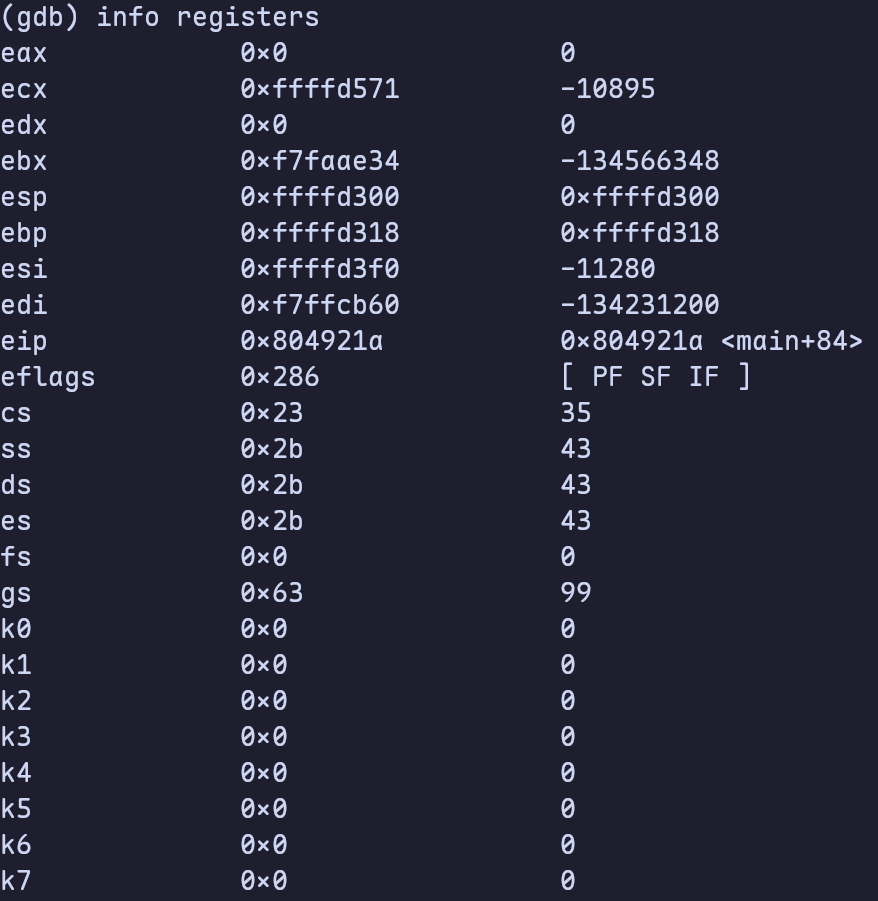 (gdb) info registers
eax            0x0                 0
ecx            0xffffd571          -10895
edx            0x0                 0
ebx            0xf7faae34          -134566348
esp            0xffffd300          0xffffd300
ebp            0xffffd318          0xffffd318
esi            0xffffd3f0          -11280
edi            0xf7ffcb60          -134231200
eip            0x804921a           0x804921a <main+84>
eflags         0x286               [ PF SF IF ]
cs             0x23                35
ss             0x2b                43
ds             0x2b                43
es             0x2b                43
fs             0x0                 0
gs             0x63                99
k0             0x0                 0
k1             0x0                 0
k2             0x0                 0
k3             0x0                 0
k4             0x0                 0
k5             0x0                 0
k6             0x0                 0
k7             0x0                 0